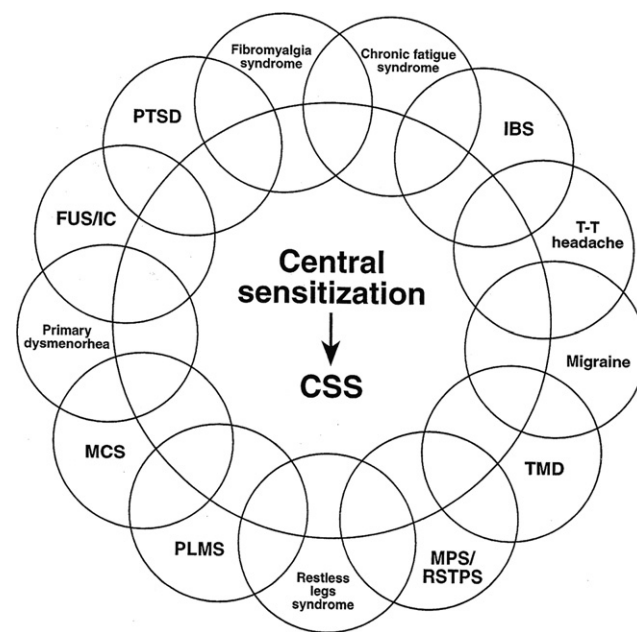 Fibromyalgia
syndrome
Chronic fatigue
syndrome
PTSD
IBS
FUS/IC
T-T
headache
Central
sensitization
CSS
Primary
dysmenorhea
Migraine
MCS
TMD
PLMS
MPS/
RSTPS
Restless
legs
syndrome